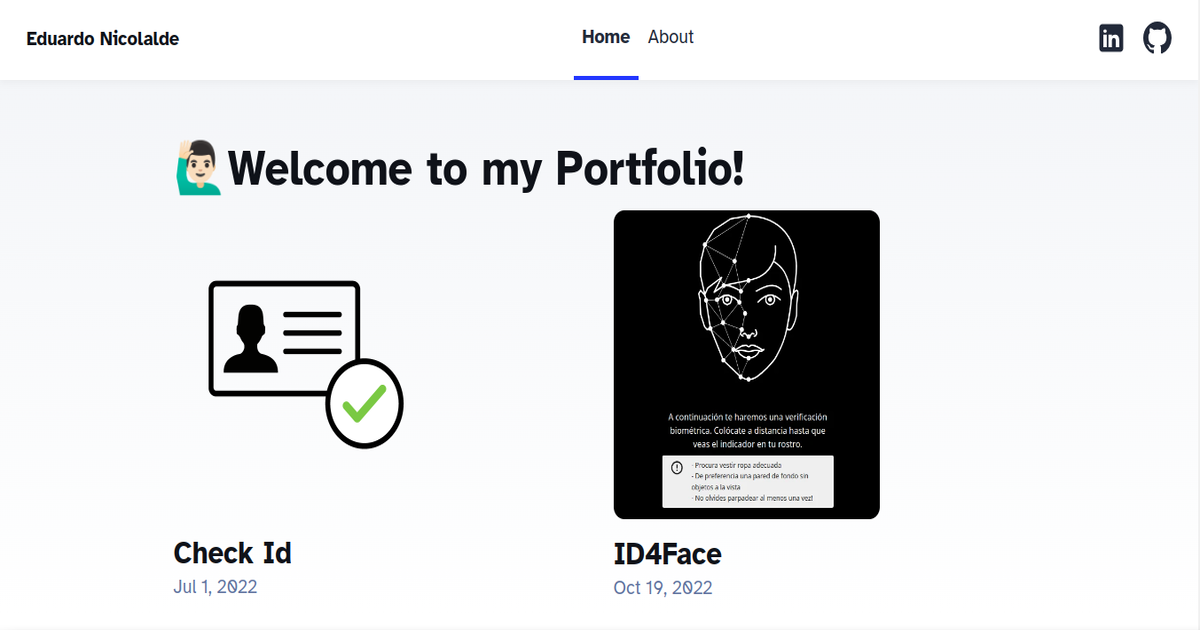 Eduardo Nicolalde
Home
About
in
Welcome to my Portfolio!
A continuación te haremos una verificación
biométrica. Colócate a distancia hasta que
veas el indicador en tu rostro.
- Procura vestir ropa adecuada
- De preferencia una pared de fondo sin
objetos a la vista
- No olvides parpadear al menos una vez!
Check Id
Jul 1, 2022
ID4Face
Oct 19, 2022